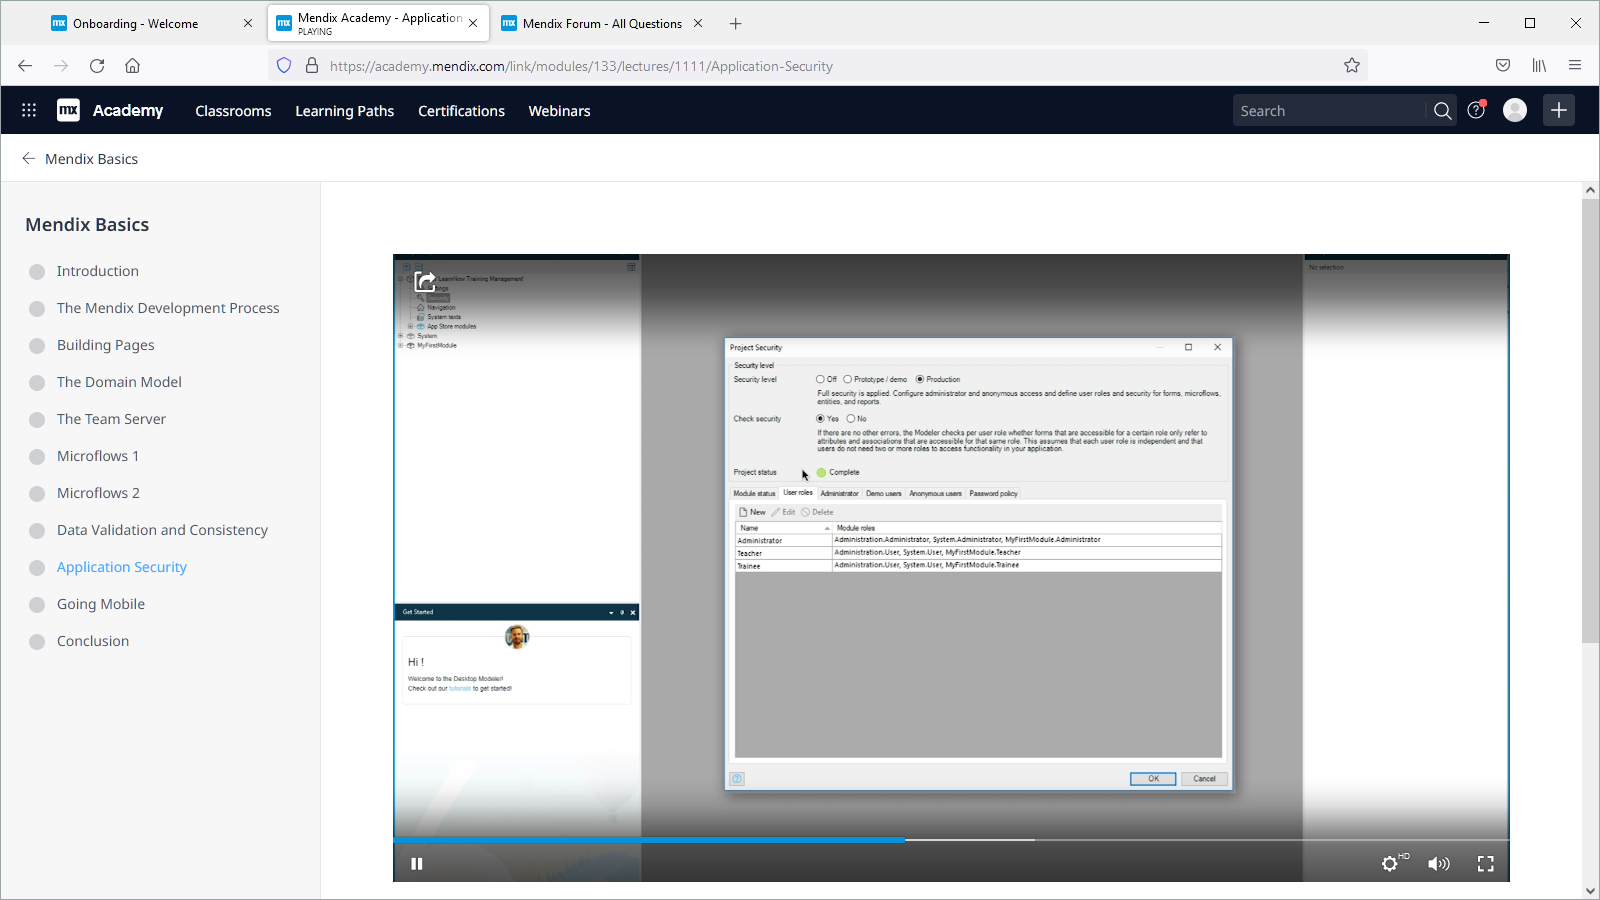 Onboarding - Welcome
Mendix Academy - Application
PLAYING
Mendix Forum - All Questions
https://academy.mendix.com/link/modules/133/lectures/1111/Application-Security
mx
Academy
Classrooms
Learning Paths
Certifications
Webinars
Search
Mendix Basics
Mendix Basics
Introduction
The Mendix Development Process
Building Pages
The Domain Model
The Team Server
Microflows 1
Microflows 2
Data Validation and Consistency
Application Security
Going Mobile
Conclusion
LearnNow Training Management'
Security
Navigation
System texts
App Store modules
System
MyFirstModule
No selection
Project Security
Security level
Security level
Off
Prototype / demo
Production
Full security is applied. Configure administrator and anonymous access and define user roles and security for forms, microflows,
entities, and reports.
Check security
Yes
No
If there are no other errors, the Modeler checks per user role whether forms that are accessible for a certain role only refer to
attributes and associations that are accessible for that same role. This assumes that each user role is independent and that
users do not need two or more roles to access functionality in your application.
Project status
Complete
Module status
User roles
Administrator
Demo users
Anonymous users
Password policy
New
Edit
Delete
Name
Module roles
Administrator
Administration.Administrator, System.Administrator, MyFirstModule.Administrator
Teacher
Administration.User, System.User, MyFirstModule.Teacher
Trainee
Administration.User, System.User, MyFirstModule.Trainee
OK
Cancel
Get Started
Hi !
Welcome to the Desktop Modeler!
Check out our tutorials to get started!
HD